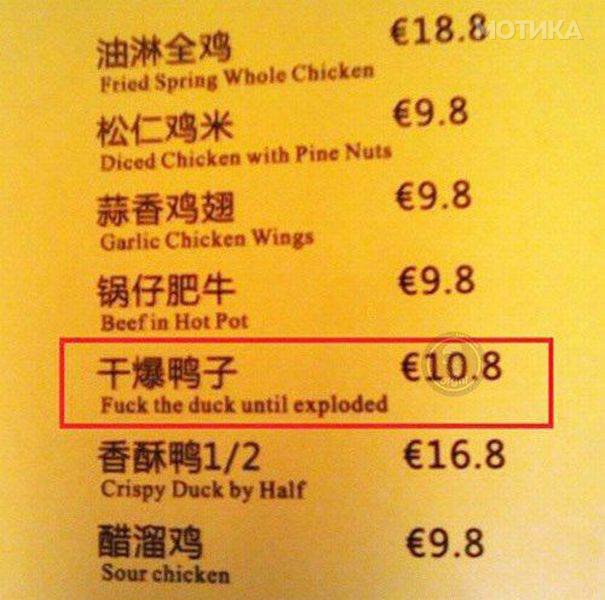 МОТИКА
油淋全鸡 €18.8
Fried Spring Whole Chicken
松仁鸡米 €9.8
Diced Chicken with Pine Nuts
蒜香鸡翅 €9.8
Garlic Chicken Wings
锅仔肥牛 €9.8
Beef in Hot Pot
干爆鸭子 €10.8
Fuck the duck until exploded
香酥鸭1/2 €16.8
Crispy Duck by Half
醋溜鸡 €9.8
Sour chicken